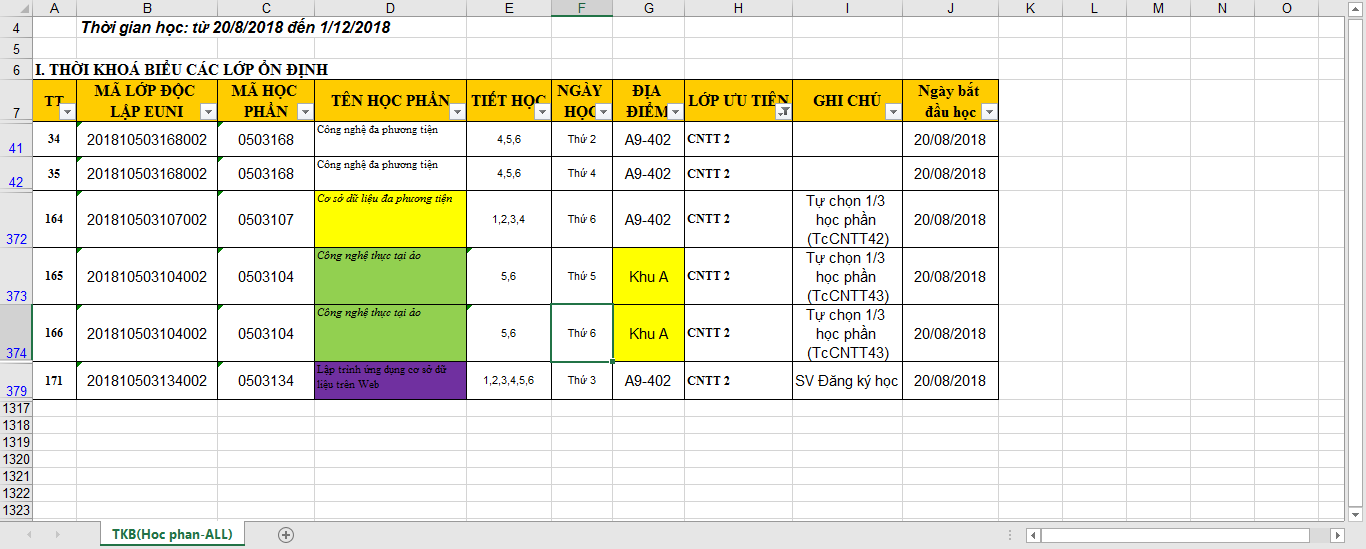 A B C D E F G H I J K L M N O
4 Thời gian học: từ 20/8/2018 đến 1/12/2018
5
6 I. THỜI KHOÁ BIỂU CÁC LỚP ỔN ĐỊNH
7 TT MÃ LỚP ĐỘC LẬP EUNI MÃ HỌC PHẦN TÊN HỌC PHẦN TIẾT HỌC NGÀY HỌC ĐỊA ĐIỂM LỚP ƯU TIÊN GHI CHÚ Ngày bắt đầu học
41 34 201810503168002 0503168 Công nghệ đa phương tiện 4,5,6 Thứ 2 A9-402 CNTT 2 20/08/2018
42 35 201810503168002 0503168 Công nghệ đa phương tiện 4,5,6 Thứ 4 A9-402 CNTT 2 20/08/2018
372 164 201810503107002 0503107 Cơ sở dữ liệu đa phương tiện 1,2,3,4 Thứ 6 A9-402 CNTT 2 Tự chọn 1/3 học phần (TcCNTT42) 20/08/2018
373 165 201810503104002 0503104 Công nghệ thực tại ảo 5,6 Thứ 5 Khu A CNTT 2 Tự chọn 1/3 học phần (TcCNTT43) 20/08/2018
374 166 201810503104002 0503104 Công nghệ thực tại ảo 5,6 Thứ 6 Khu A CNTT 2 Tự chọn 1/3 học phần (TcCNTT43) 20/08/2018
379 171 201810503134002 0503134 Lập trình ứng dụng cơ sở dữ liệu trên Web 1,2,3,4,5,6 Thứ 3 A9-402 CNTT 2 SV Đăng ký học 20/08/2018
1317
1318
1319
1320
1321
1322
1323
TKB(Hoc phan-ALL)